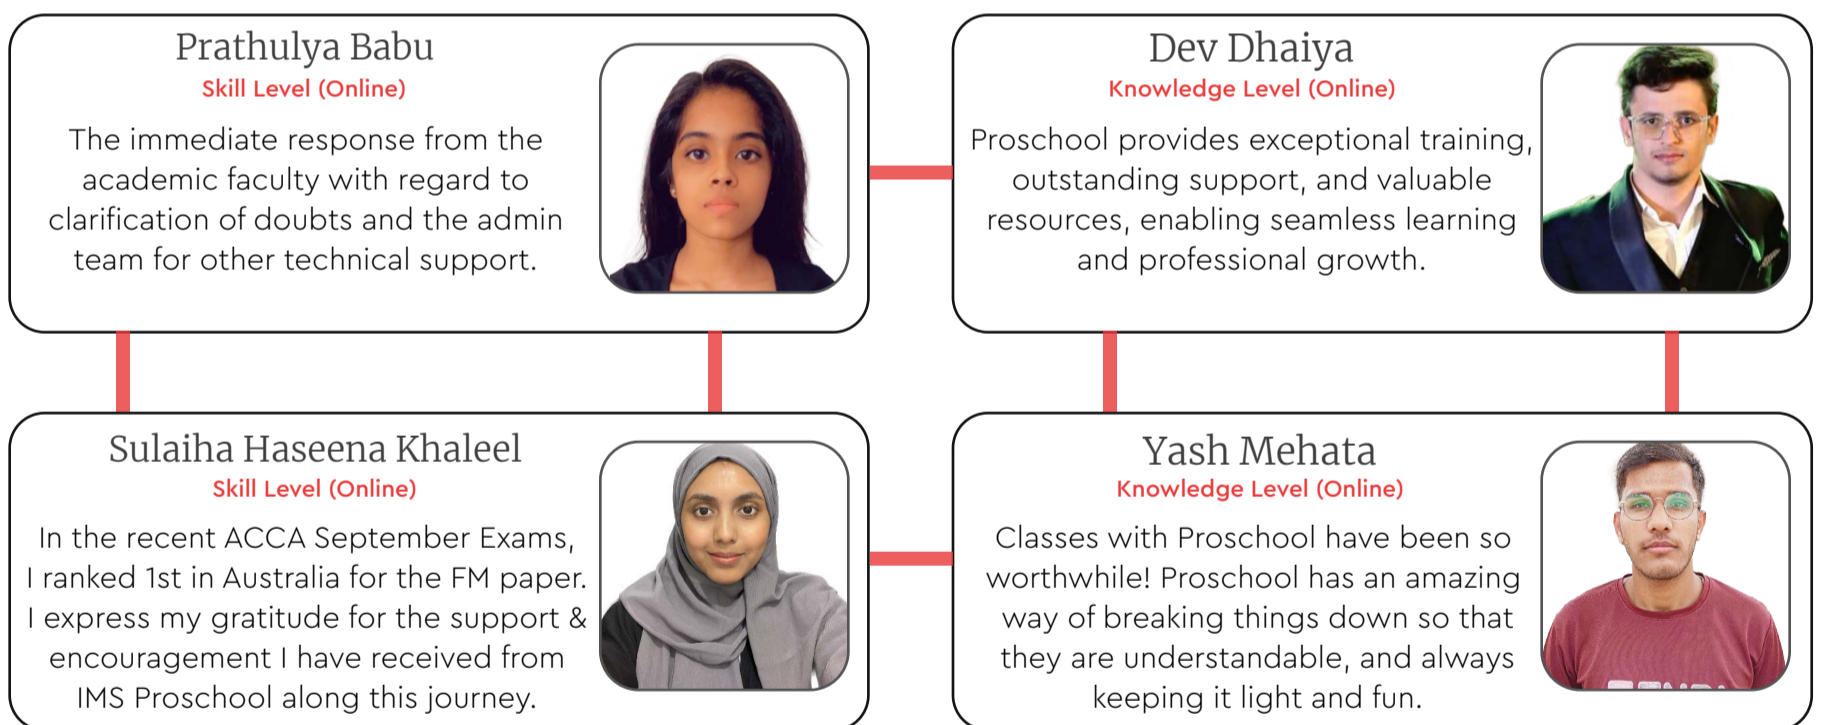 Prathulya Babu
Skill Level (Online)
The immediate response from the
academic faculty with regard to
clarification of doubts and the admin
team for other technical support.
Dev Dhaiya
Knowledge Level (Online)
Proschool provides exceptional training,
outstanding support, and valuable
resources, enabling seamless learning
and professional growth.
Sulaiha Haseena Khaleel
Skill Level (Online)
In the recent ACCA September Exams,
I ranked 1st in Australia for the FM paper.
I express my gratitude for the support &
encouragement I have received from
IMS Proschool along this journey.
Yash Mehata
Knowledge Level (Online)
Classes with Proschool have been so
worthwhile! Proschool has an amazing
way of breaking things down so that
they are understandable, and always
keeping it light and fun.